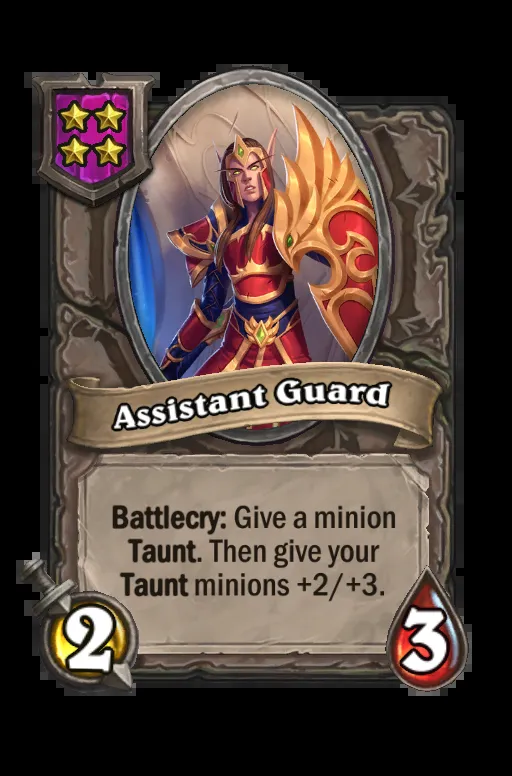 Assistant Guard
Battlecry: Give a minion
Taunt. Then give your
Taunt minions +2/+3.
2
3